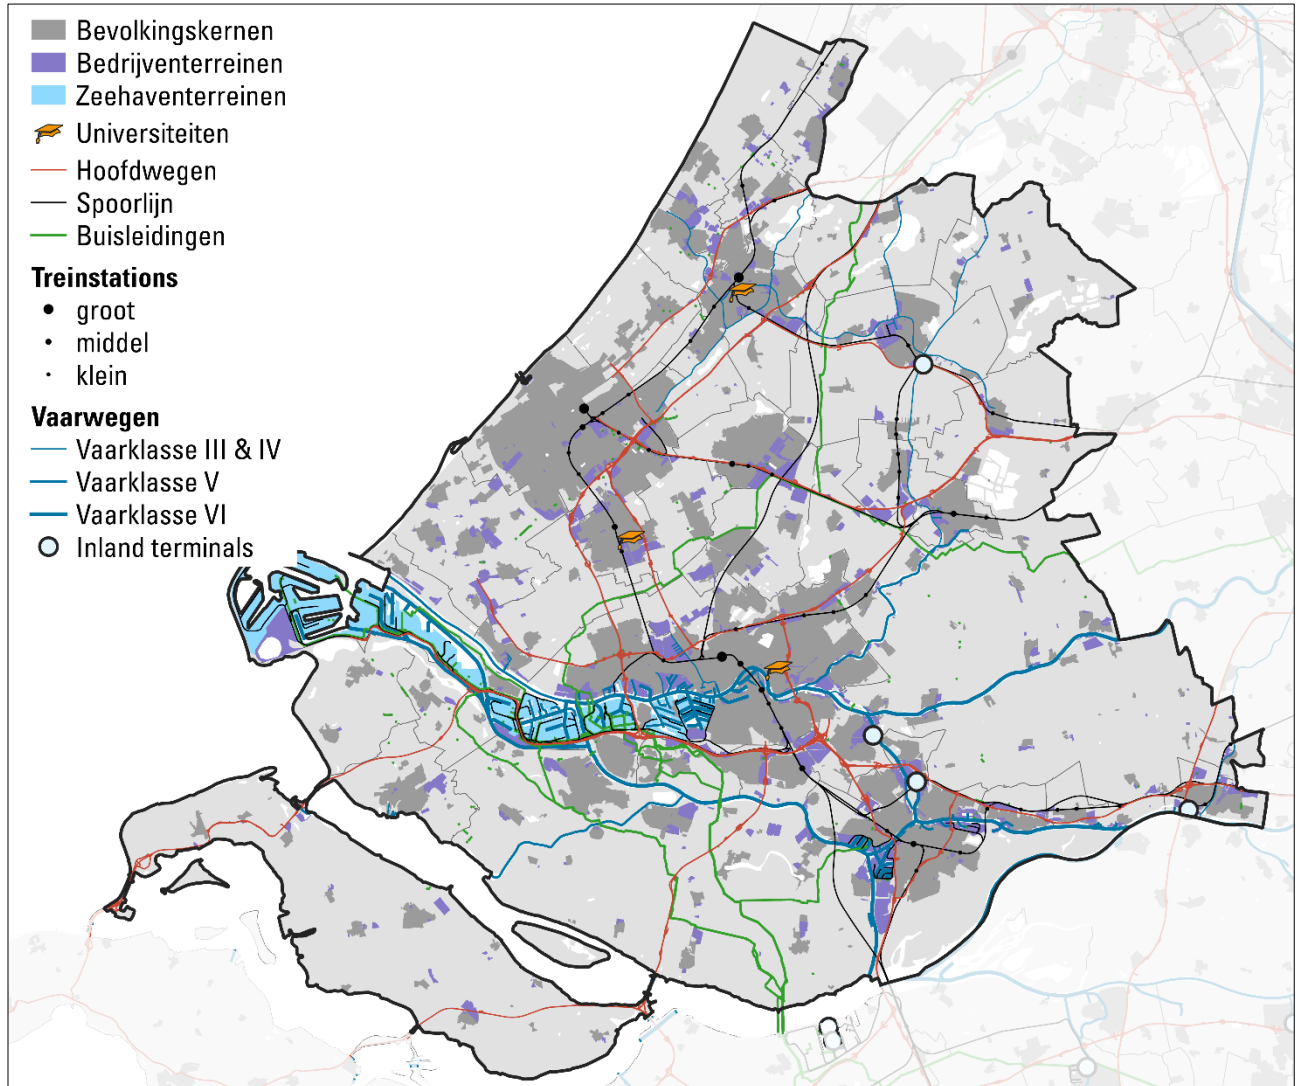 Bevolkingskernen
Bedrijventerreinen
Zeehaventerreinen
Universiteiten
Hoofdwegen
Spoorlijn
Buisleidingen
Treinstations
groot
middel
klein
Vaarwegen
Vaarklasse III & IV
Vaarklasse V
Vaarklasse VI
Inland terminals